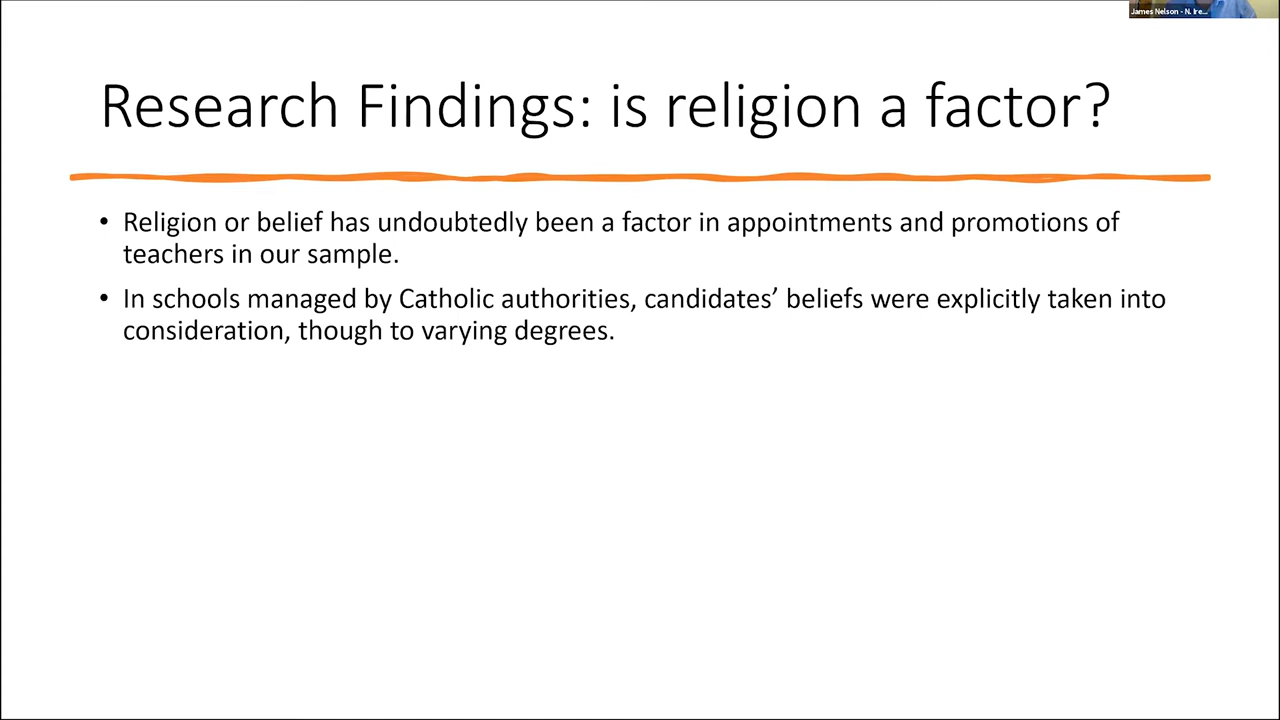 James Nelson - N. Ire...
Research Findings: is religion a factor?
• Religion or belief has undoubtedly been a factor in appointments and promotions of
teachers in our sample.
• In schools managed by Catholic authorities, candidates’ beliefs were explicitly taken into
consideration, though to varying degrees.